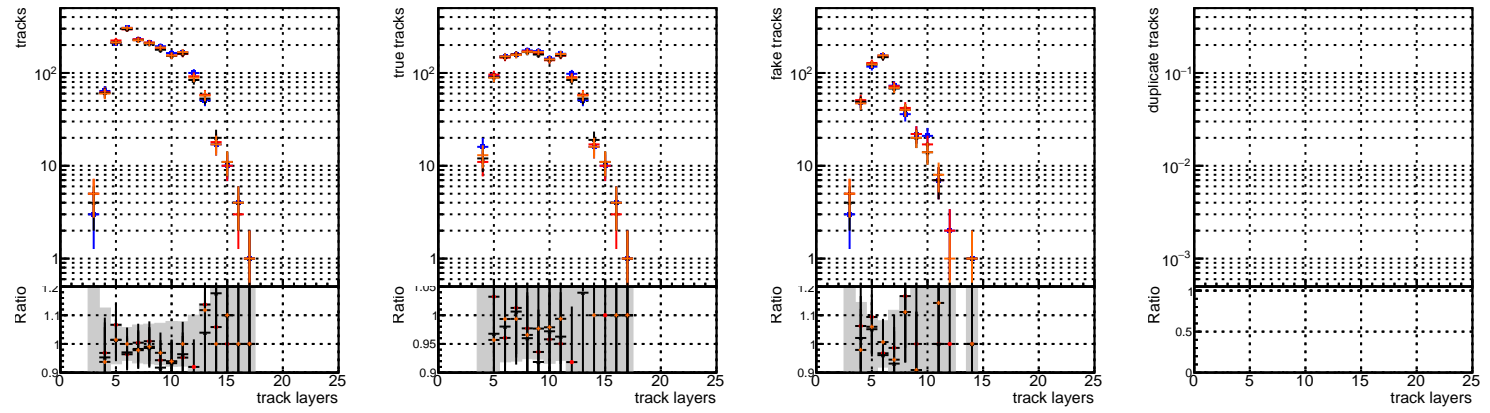 tracks
10²
10
1
Ratio
1.2
1.1
1
0.9
0 5 10 15 20 25
track layers
true tracks
10²
10
1
Ratio
1.05
1
0.95
0.9
0 5 10 15 20 25
track layers
fake tracks
10²
10
1
Ratio
1.2
1.1
1
0.9
0 5 10 15 20 25
track layers
duplicate tracks
10⁻¹
10⁻²
10⁻³
Ratio
1
0.5
0
0 5 10 15 20 25
track layers